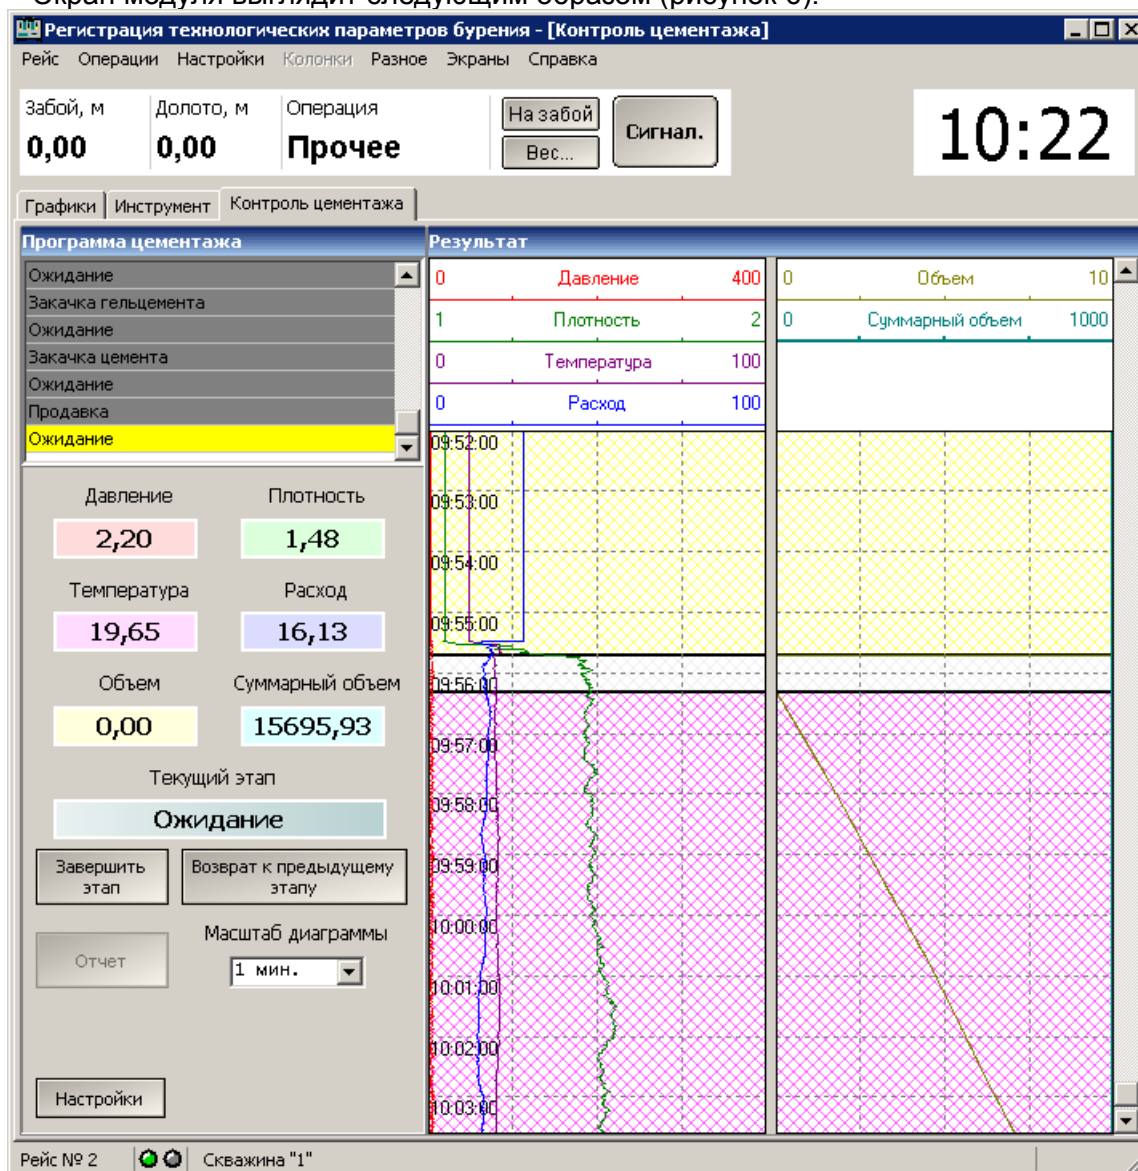 Экран модуля выглядит следующим образом (рисунок 6).
Регистрация технологических параметров бурения - [Контроль цементажа]
Рейс Операции Настройки Колонки Разное Экраны Справка
Забой, м Долото, м Операция
0,00 0,00 Прочее
На забой
Вес...
Сигнал.
10:22
Графики Инструмент Контроль цементажа
Программа цементажа
Ожидание
Закачка гельцемента
Ожидание
Закачка цемента
Ожидание
Продавка
Ожидание
Давление Плотность
2,20 1,48
Температура Расход
19,65 16,13
Объем Суммарный объем
0,00 15695,93
Текущий этап
Ожидание
Завершить этап
Возврат к предыдущему этапу
Отчет
Масштаб диаграммы
1 мин.
Настройки
Результат
0 Давление 400
1 Плотность 2
0 Температура 100
0 Расход 100
0 Объем 10
0 Суммарный объем 1000
09:52:00
09:53:00
09:54:00
09:55:00
09:56:00
09:57:00
09:58:00
09:59:00
10:00:00
10:01:00
10:02:00
10:03:00
Рейс № 2 Скважина "1"